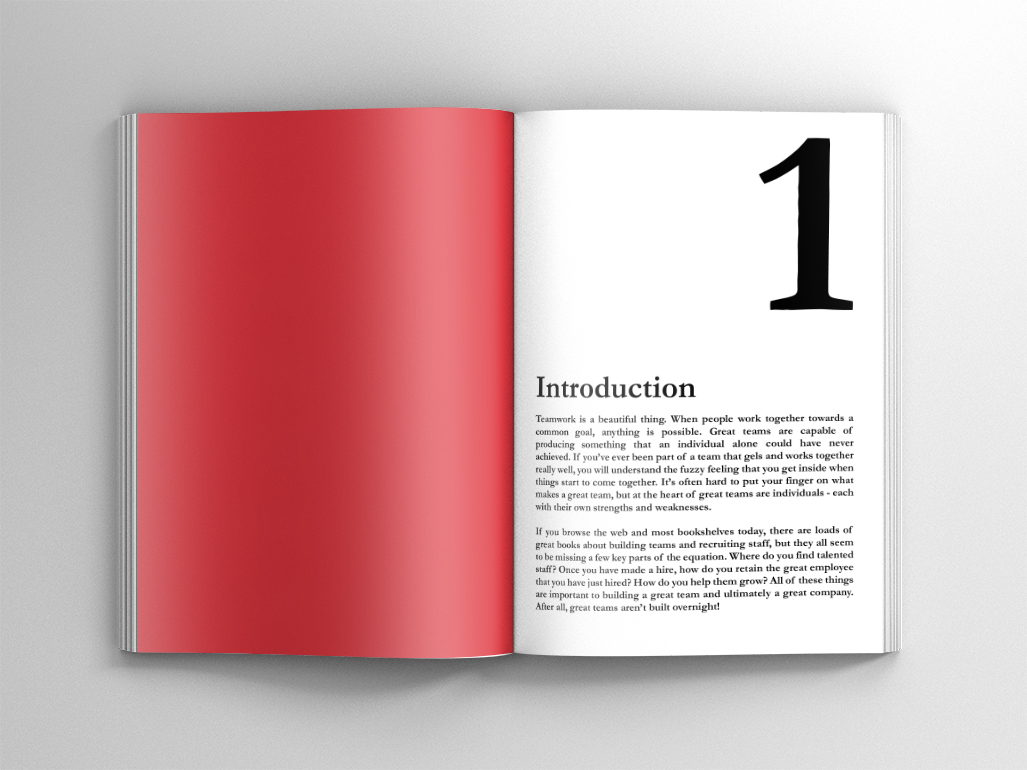 1
Introduction
Teamwork is a beautiful thing. When people work together towards a
common goal, anything is possible. Great teams are capable of
producing something that an individual alone could have never
achieved. If you've ever been part of a team that gels and works together
really well, you will understand the fuzzy feeling that you get inside when
things start to come together. It's often hard to put your finger on what
makes a great team, but at the heart of great teams are individuals - each
with their own strengths and weaknesses.
If you browse the web and most bookshelves today, there are loads of
great books about building teams and recruiting staff, but they all seem
to be missing a few key parts of the equation. Where do you find talented
staff? Once you have made a hire, how do you retain the great employee
that you have just hired? How do you help them grow? All of these things
are important to building a great team and ultimately a great company.
After all, great teams aren't built overnight!